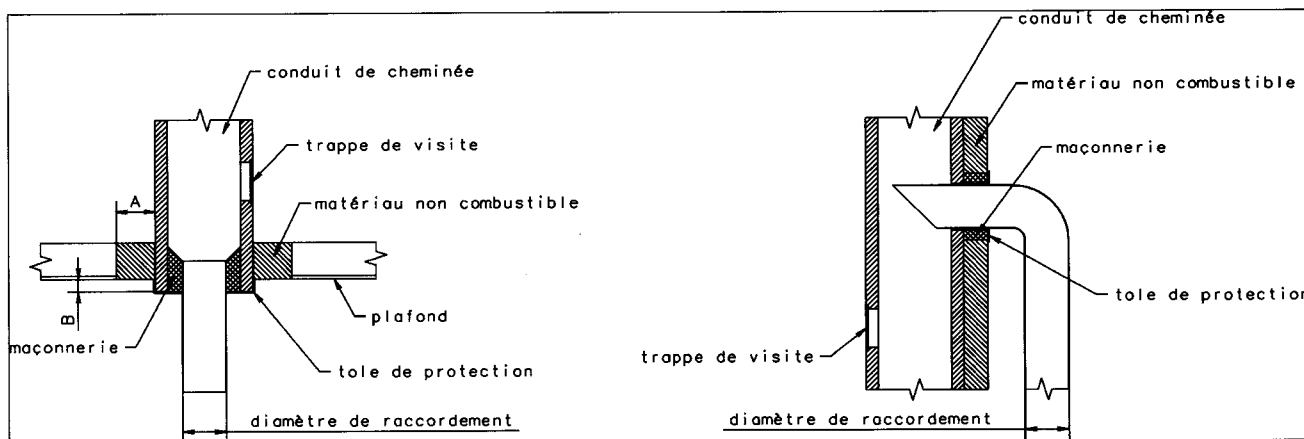 conduit de cheminée
trappe de visite
A
matériau non combustible
B
plafond
maçonnerie
tole de protection
diamètre de raccordement
conduit de cheminée
matériau non combustible
maçonnerie
tole de protection
trappe de visite
diamètre de raccordement